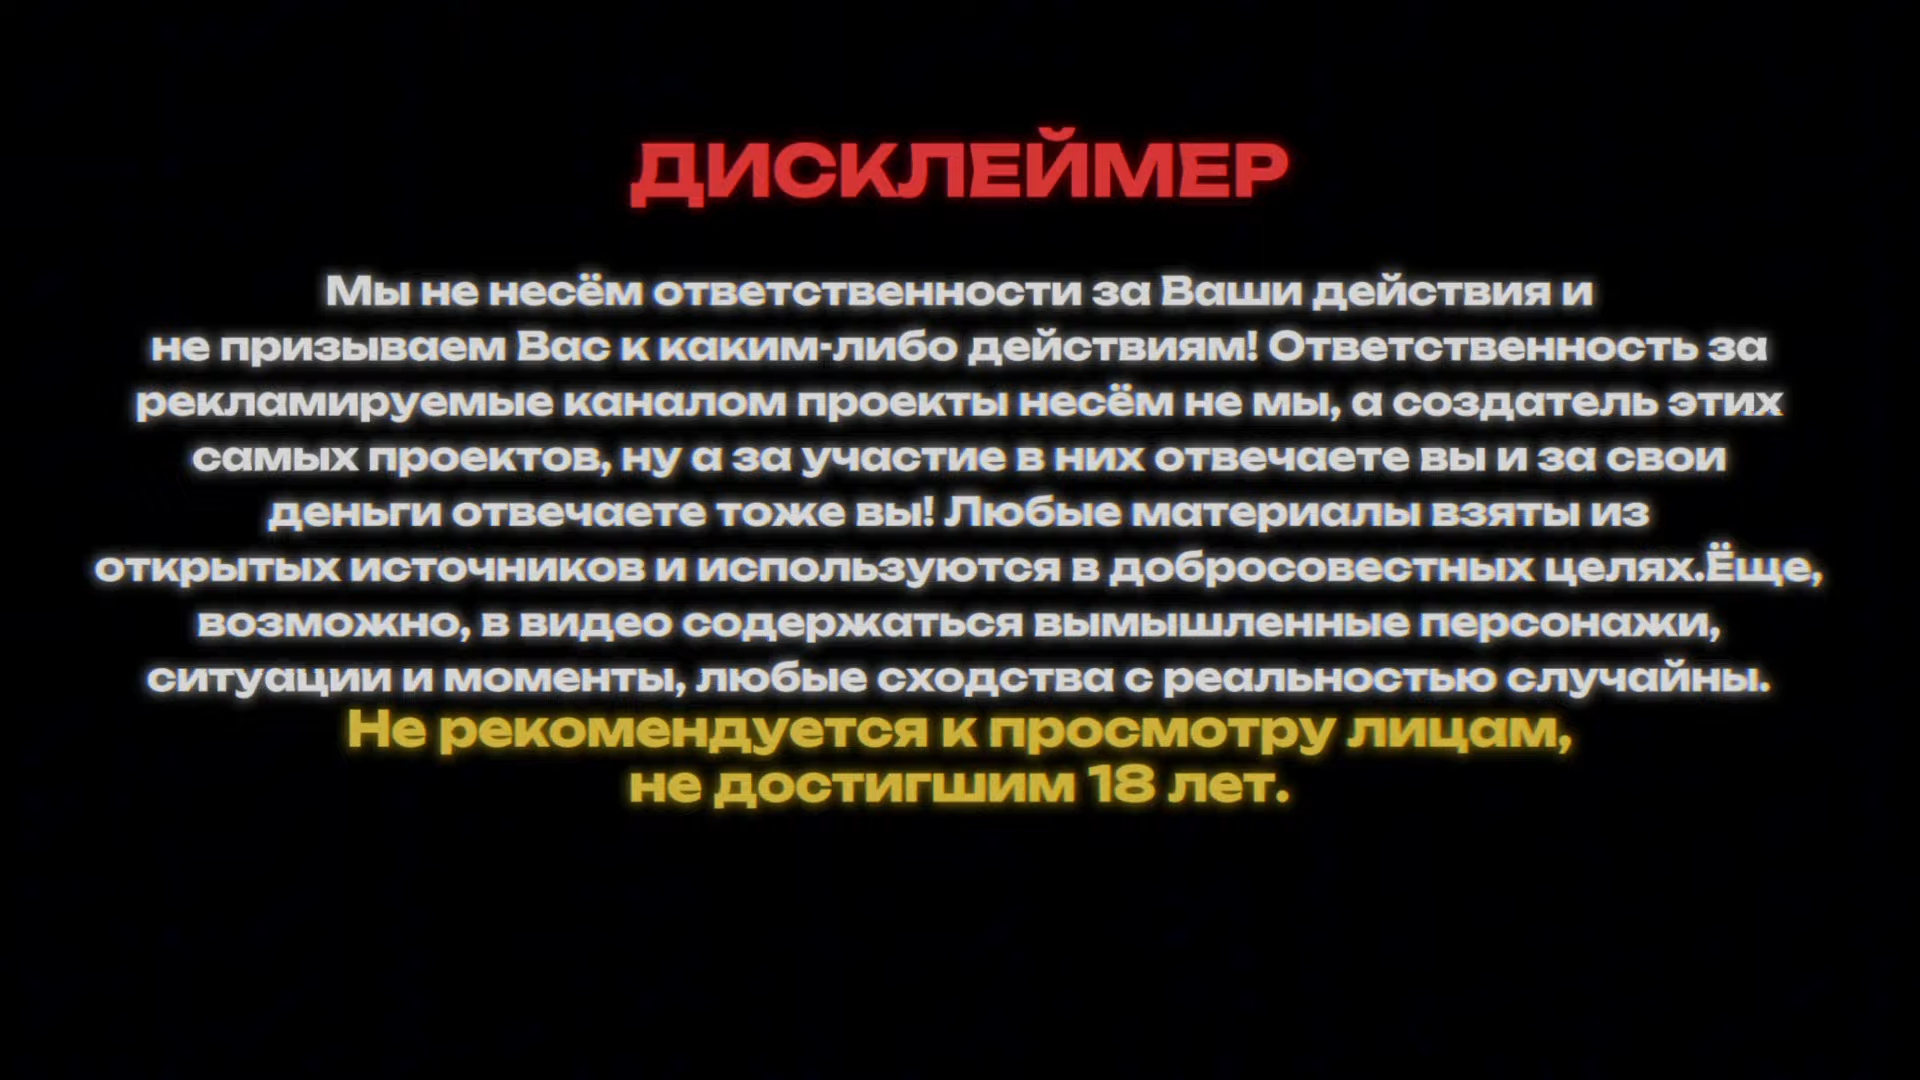 ДИСКЛЕЙМЕР
Мы не несём ответственности за Ваши действия и
не призываем Вас к каким-либо действиям! Ответственность за
рекламируемые каналом проекты несём не мы, а создатель этих
самых проектов, ну а за участие в них отвечаете вы и за свои
деньги отвечаете тоже вы! Любые материалы взяты из
открытых источников и используются в добросовестных целях.Ёще,
возможно, в видео содержаться вымышленные персонажи,
ситуации и моменты, любые сходства с реальностью случайны.
Не рекомендуется к просмотру лицам,
не достигшим 18 лет.